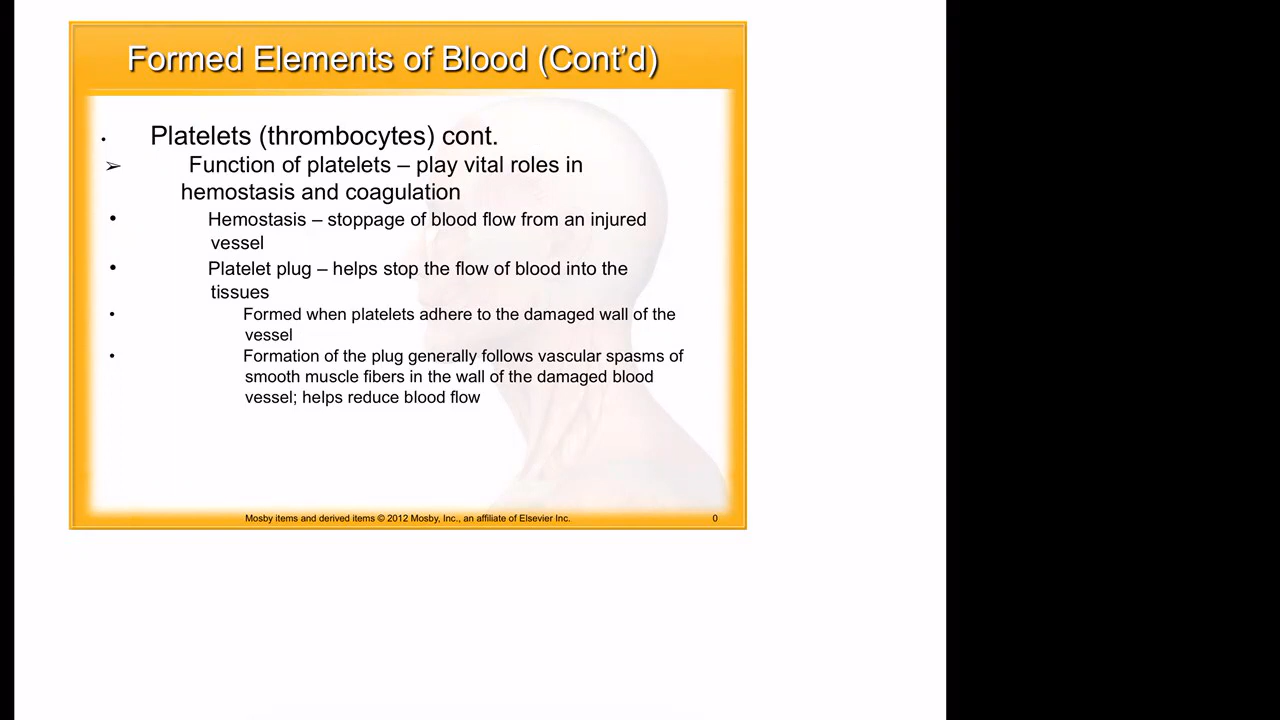 Formed Elements of Blood (Cont’d)
• Platelets (thrombocytes) cont.
➢ Function of platelets – play vital roles in
hemostasis and coagulation
• Hemostasis – stoppage of blood flow from an injured
vessel
• Platelet plug – helps stop the flow of blood into the
tissues
• Formed when platelets adhere to the damaged wall of the
vessel
• Formation of the plug generally follows vascular spasms of
smooth muscle fibers in the wall of the damaged blood
vessel; helps reduce blood flow
Mosby items and derived items © 2012 Mosby, Inc., an affiliate of Elsevier Inc. 0